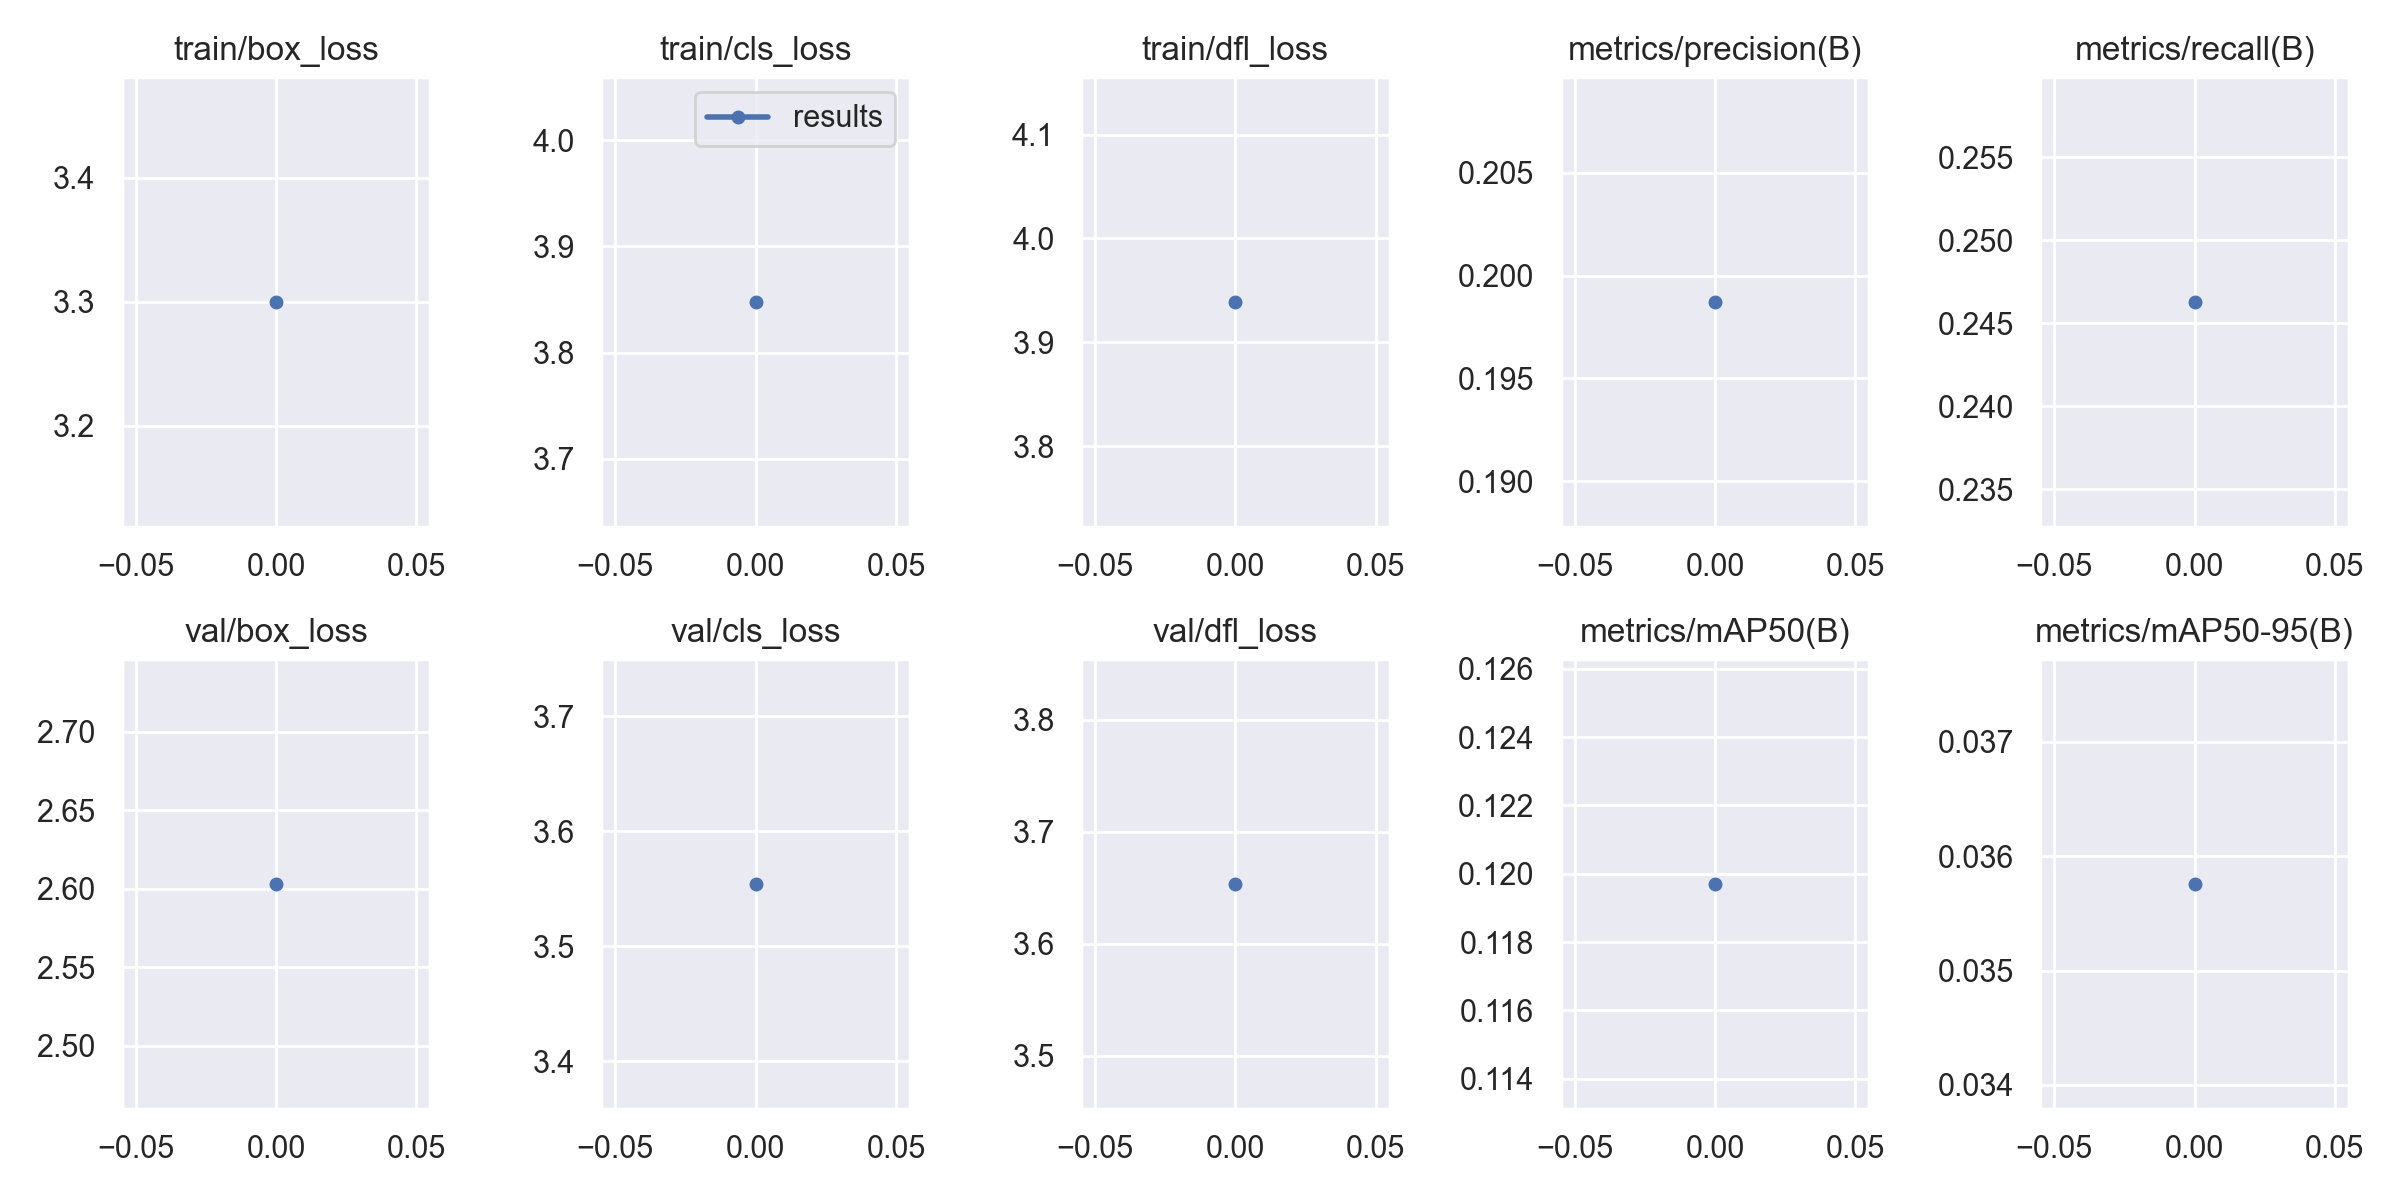 train/box_loss
3.4
3.3
3.2
−0.05 0.00 0.05
train/cls_loss
results
4.0
3.9
3.8
3.7
−0.05 0.00 0.05
train/dfl_loss
4.1
4.0
3.9
3.8
−0.05 0.00 0.05
metrics/precision(B)
0.205
0.200
0.195
0.190
−0.05 0.00 0.05
metrics/recall(B)
0.255
0.250
0.245
0.240
0.235
−0.05 0.00 0.05
val/box_loss
2.70
2.65
2.60
2.55
2.50
−0.05 0.00 0.05
val/cls_loss
3.7
3.6
3.5
3.4
−0.05 0.00 0.05
val/dfl_loss
3.8
3.7
3.6
3.5
−0.05 0.00 0.05
metrics/mAP50(B)
0.126
0.124
0.122
0.120
0.118
0.116
0.114
−0.05 0.00 0.05
metrics/mAP50-95(B)
0.037
0.036
0.035
0.034
−0.05 0.00 0.05